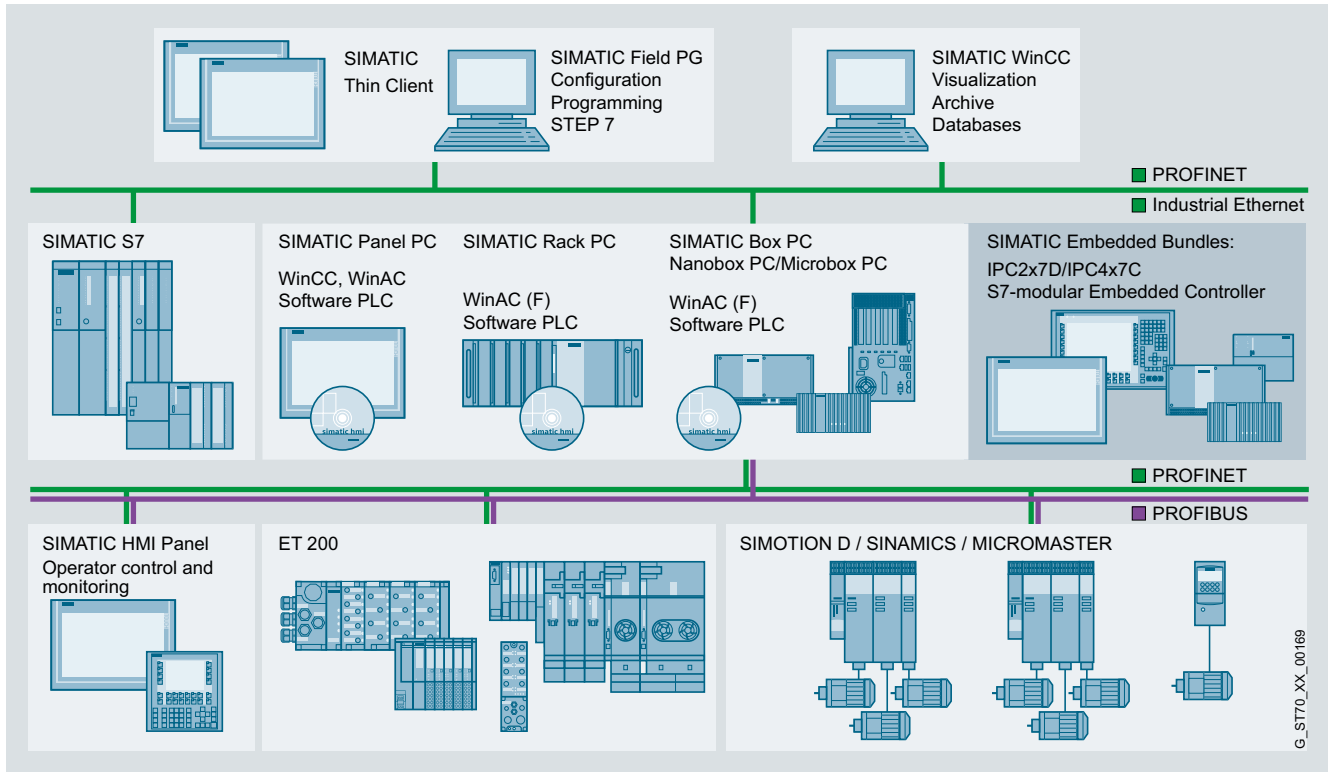 SIMATIC
Thin Client
SIMATIC Field PG
Configuration
Programming
STEP 7
SIMATIC WinCC
Visualization
Archive
Databases
PROFINET
Industrial Ethernet
SIMATIC S7
SIMATIC Panel PC
WinCC, WinAC
Software PLC
simatic hmi
SIMATIC Rack PC
WinAC (F)
Software PLC
simatic hmi
SIMATIC Box PC
Nanobox PC/Microbox PC
WinAC (F)
Software PLC
simatic hmi
SIMATIC Embedded Bundles:
IPC2x7D/IPC4x7C
S7-modular Embedded Controller
PROFINET
PROFIBUS
SIMATIC HMI Panel
Operator control and
monitoring
ET 200
SIMOTION D / SINAMICS / MICROMASTER
G_ST70_XX_00169